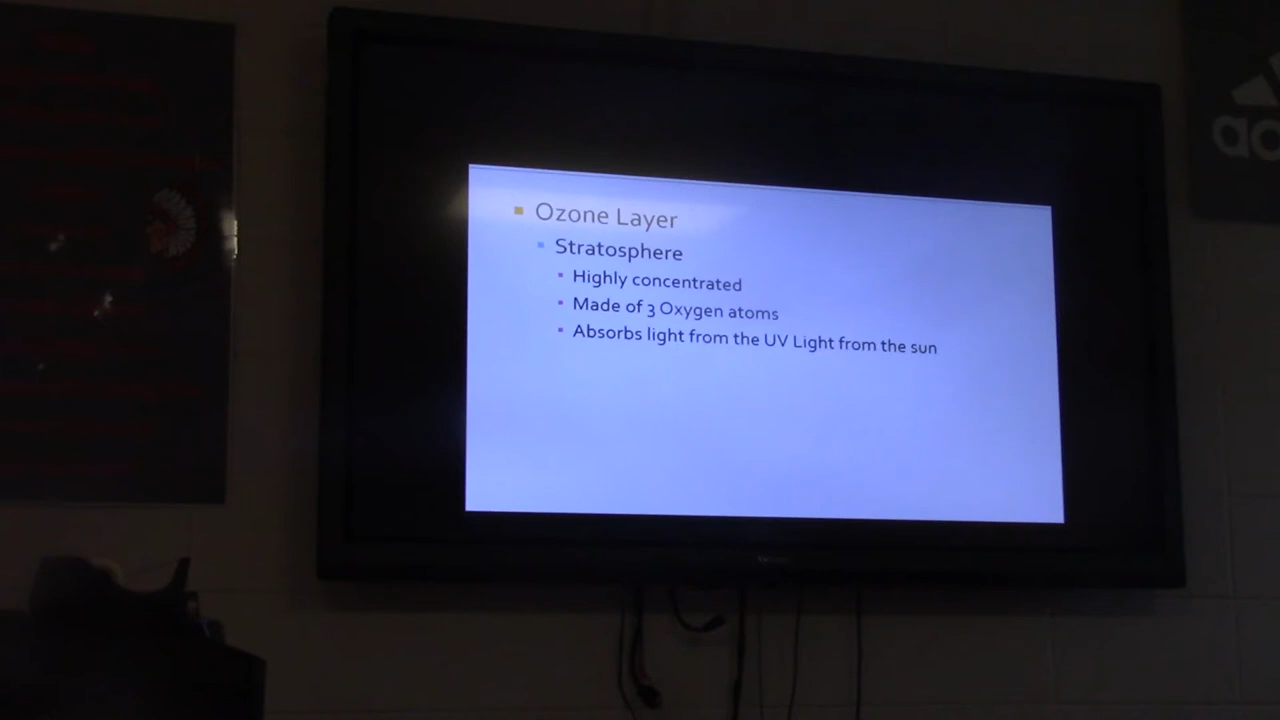 Ozone Layer
Stratosphere
Highly concentrated
Made of 3 Oxygen atoms
Absorbs light from the UV Light from the sun